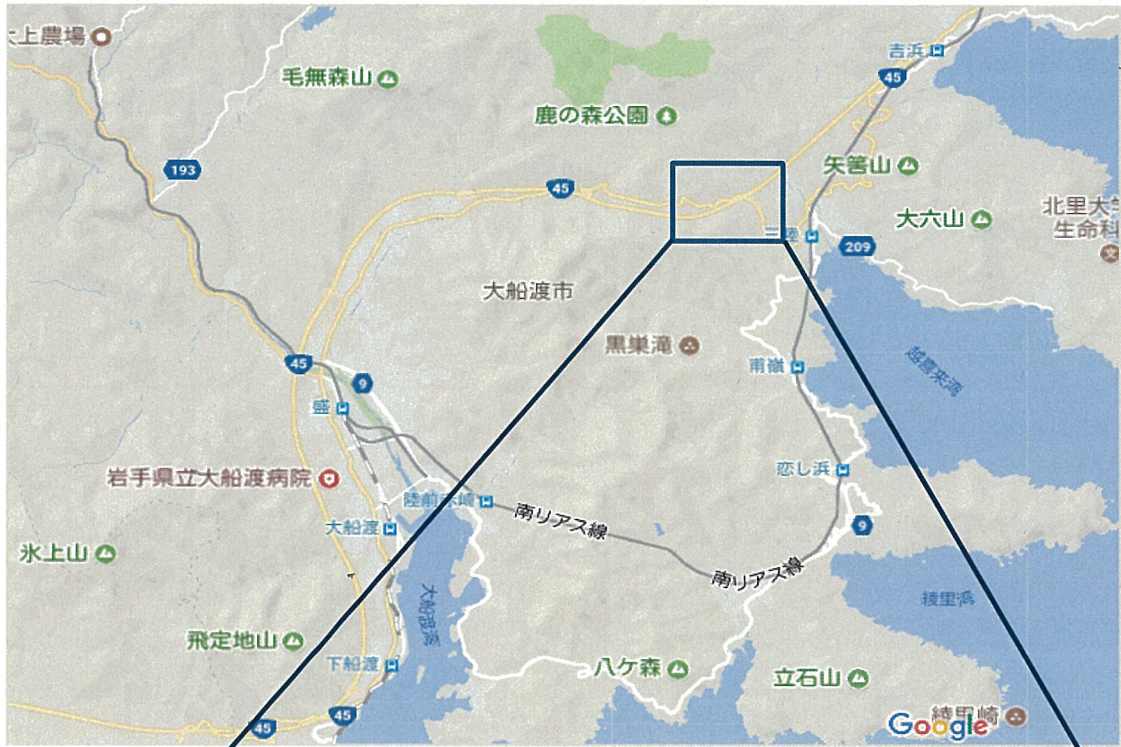 上農場
吉浜
45
毛無森山
鹿の森公園
矢筈山
193
45
大六山
北里大学
生命科
三陸
209
大船渡市
黒巣滝
越喜来湾
甫嶺
45
9
盛
恋し浜
岩手県立大船渡病院
陸前赤崎
南リアス線
9
大船渡
氷上山
南リアス線
大船渡湾
綾里湾
飛定地山
下船渡
八ケ森
立石山
45
45
綾里崎
Google